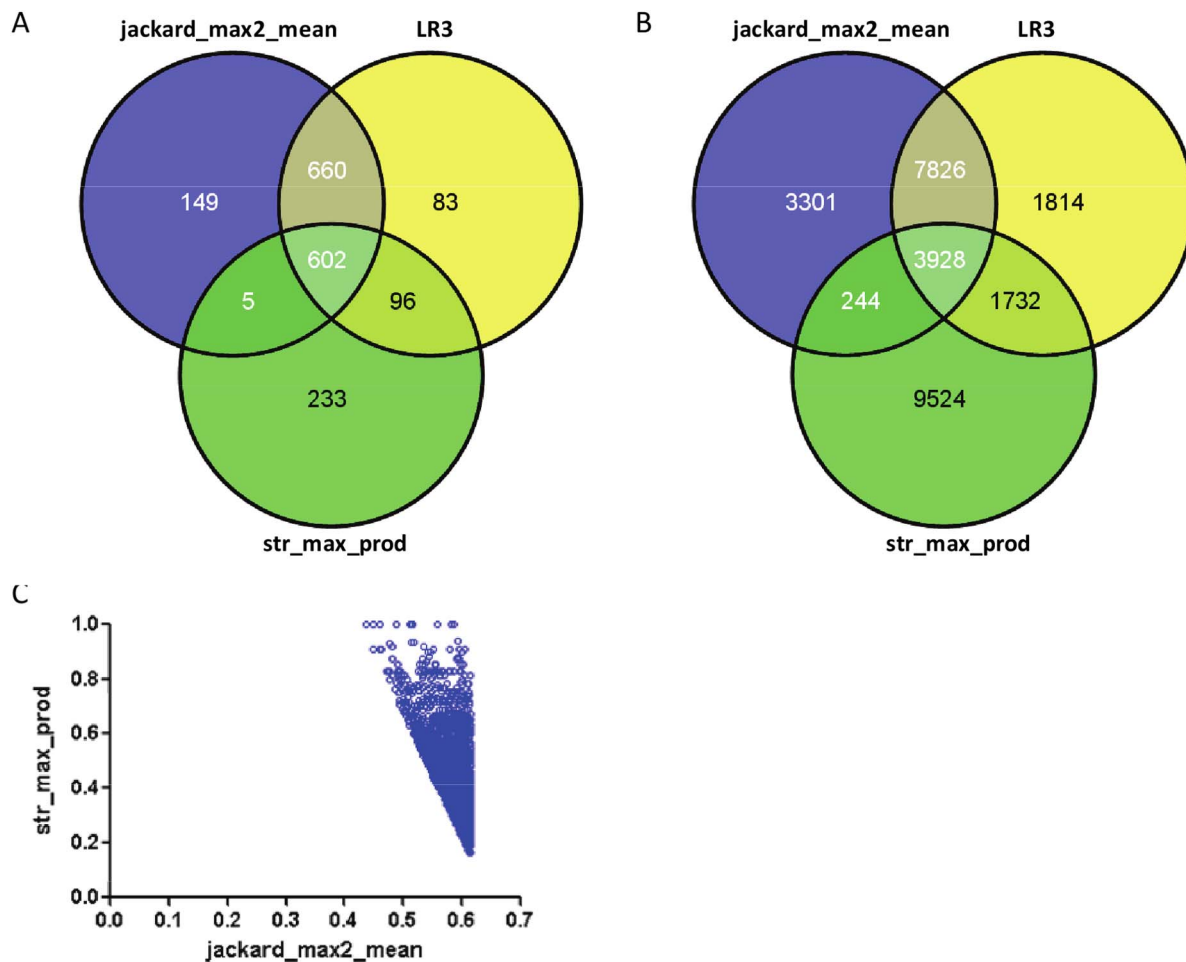 A
jackard_max2_mean LR3
660
149 83
602
5 96
233
str_max_prod
B
jackard_max2_mean LR3
7826
3301 1814
3928
244 1732
9524
str_max_prod
C
1.0
0.8
0.6
0.4
0.2
0.0
str_max_prod
0.0 0.1 0.2 0.3 0.4 0.5 0.6 0.7
jackard_max2_mean